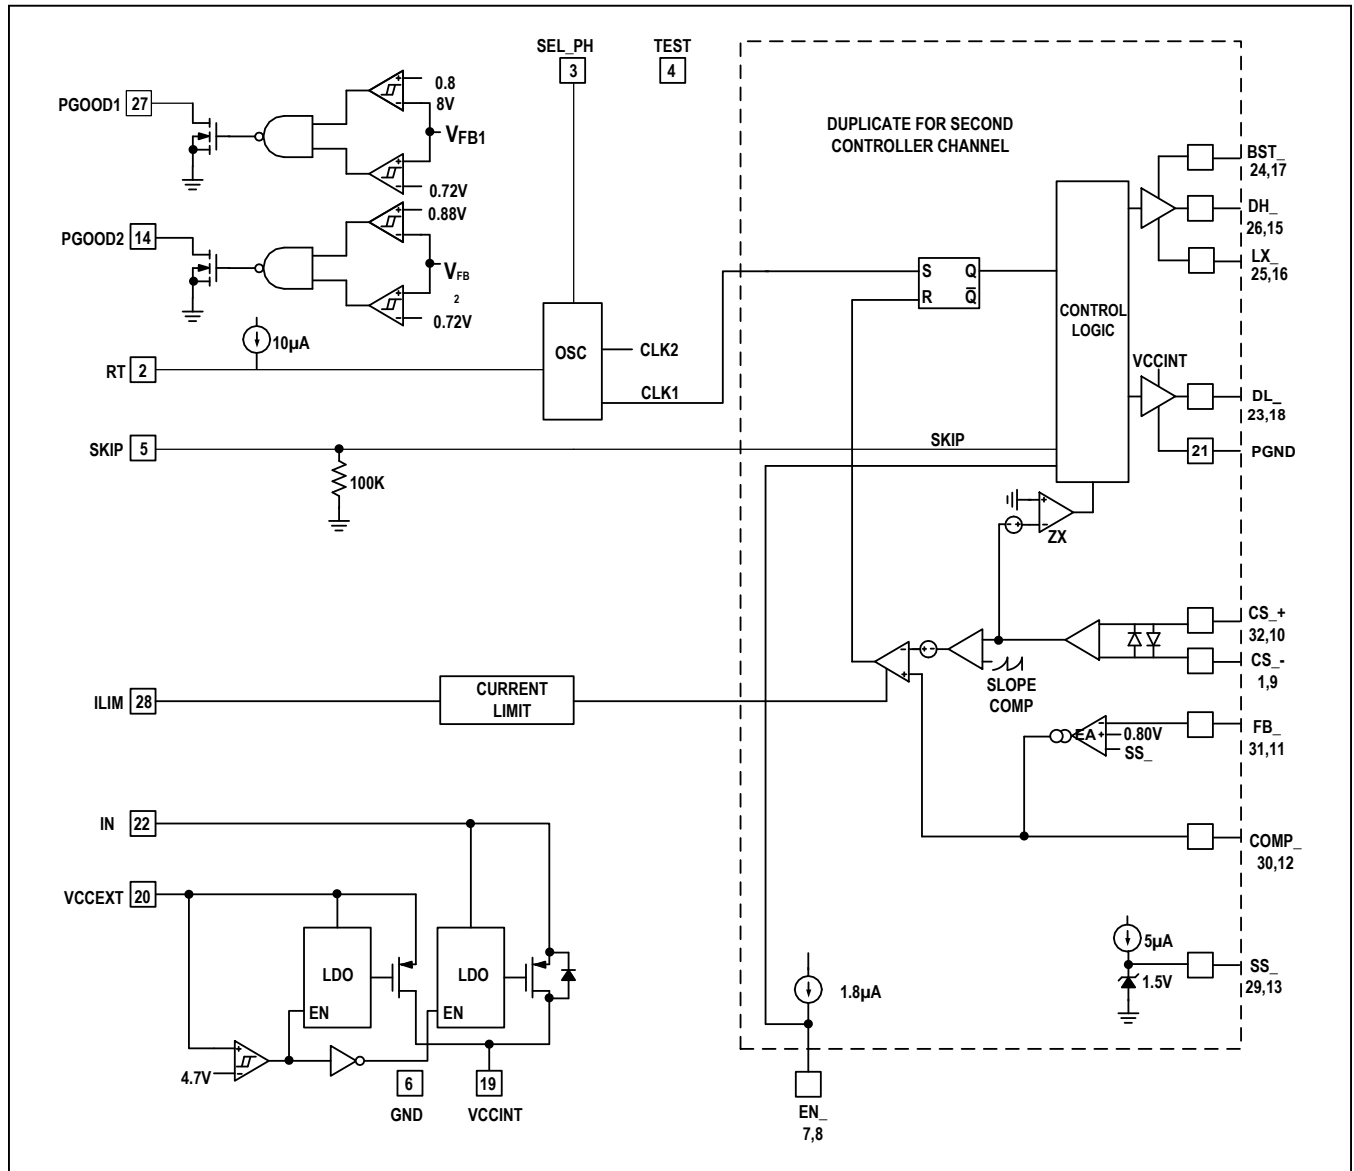 SEL_PH
3
TEST
4
PGOOD1 27
+
-
0.8
8V
VFB1
+
-
0.72V
DUPLICATE FOR SECOND
CONTROLLER CHANNEL
BST_
24,17
DH_
26,15
LX_
25,16
PGOOD2 14
+
-
0.88V
VFB
2
+
-
0.72V
S Q
R Q̅
CONTROL
LOGIC
10µA
RT 2
OSC
CLK2
CLK1
VCCINT
DL_
23,18
SKIP 5
SKIP
21 PGND
100K
+
-
- +
ZX
CS_+
32,10
CS_-
1,9
-
+
+ -
SLOPE
COMP
ILIM 28
CURRENT
LIMIT
EA
-
+
0.80V
SS_
FB_
31,11
IN 22
COMP_
30,12
VCCEXT 20
LDO
EN
LDO
EN
5µA
1.5V
SS_
29,13
1.8µA
+
-
4.7V
6
GND
19
VCCINT
EN_
7,8